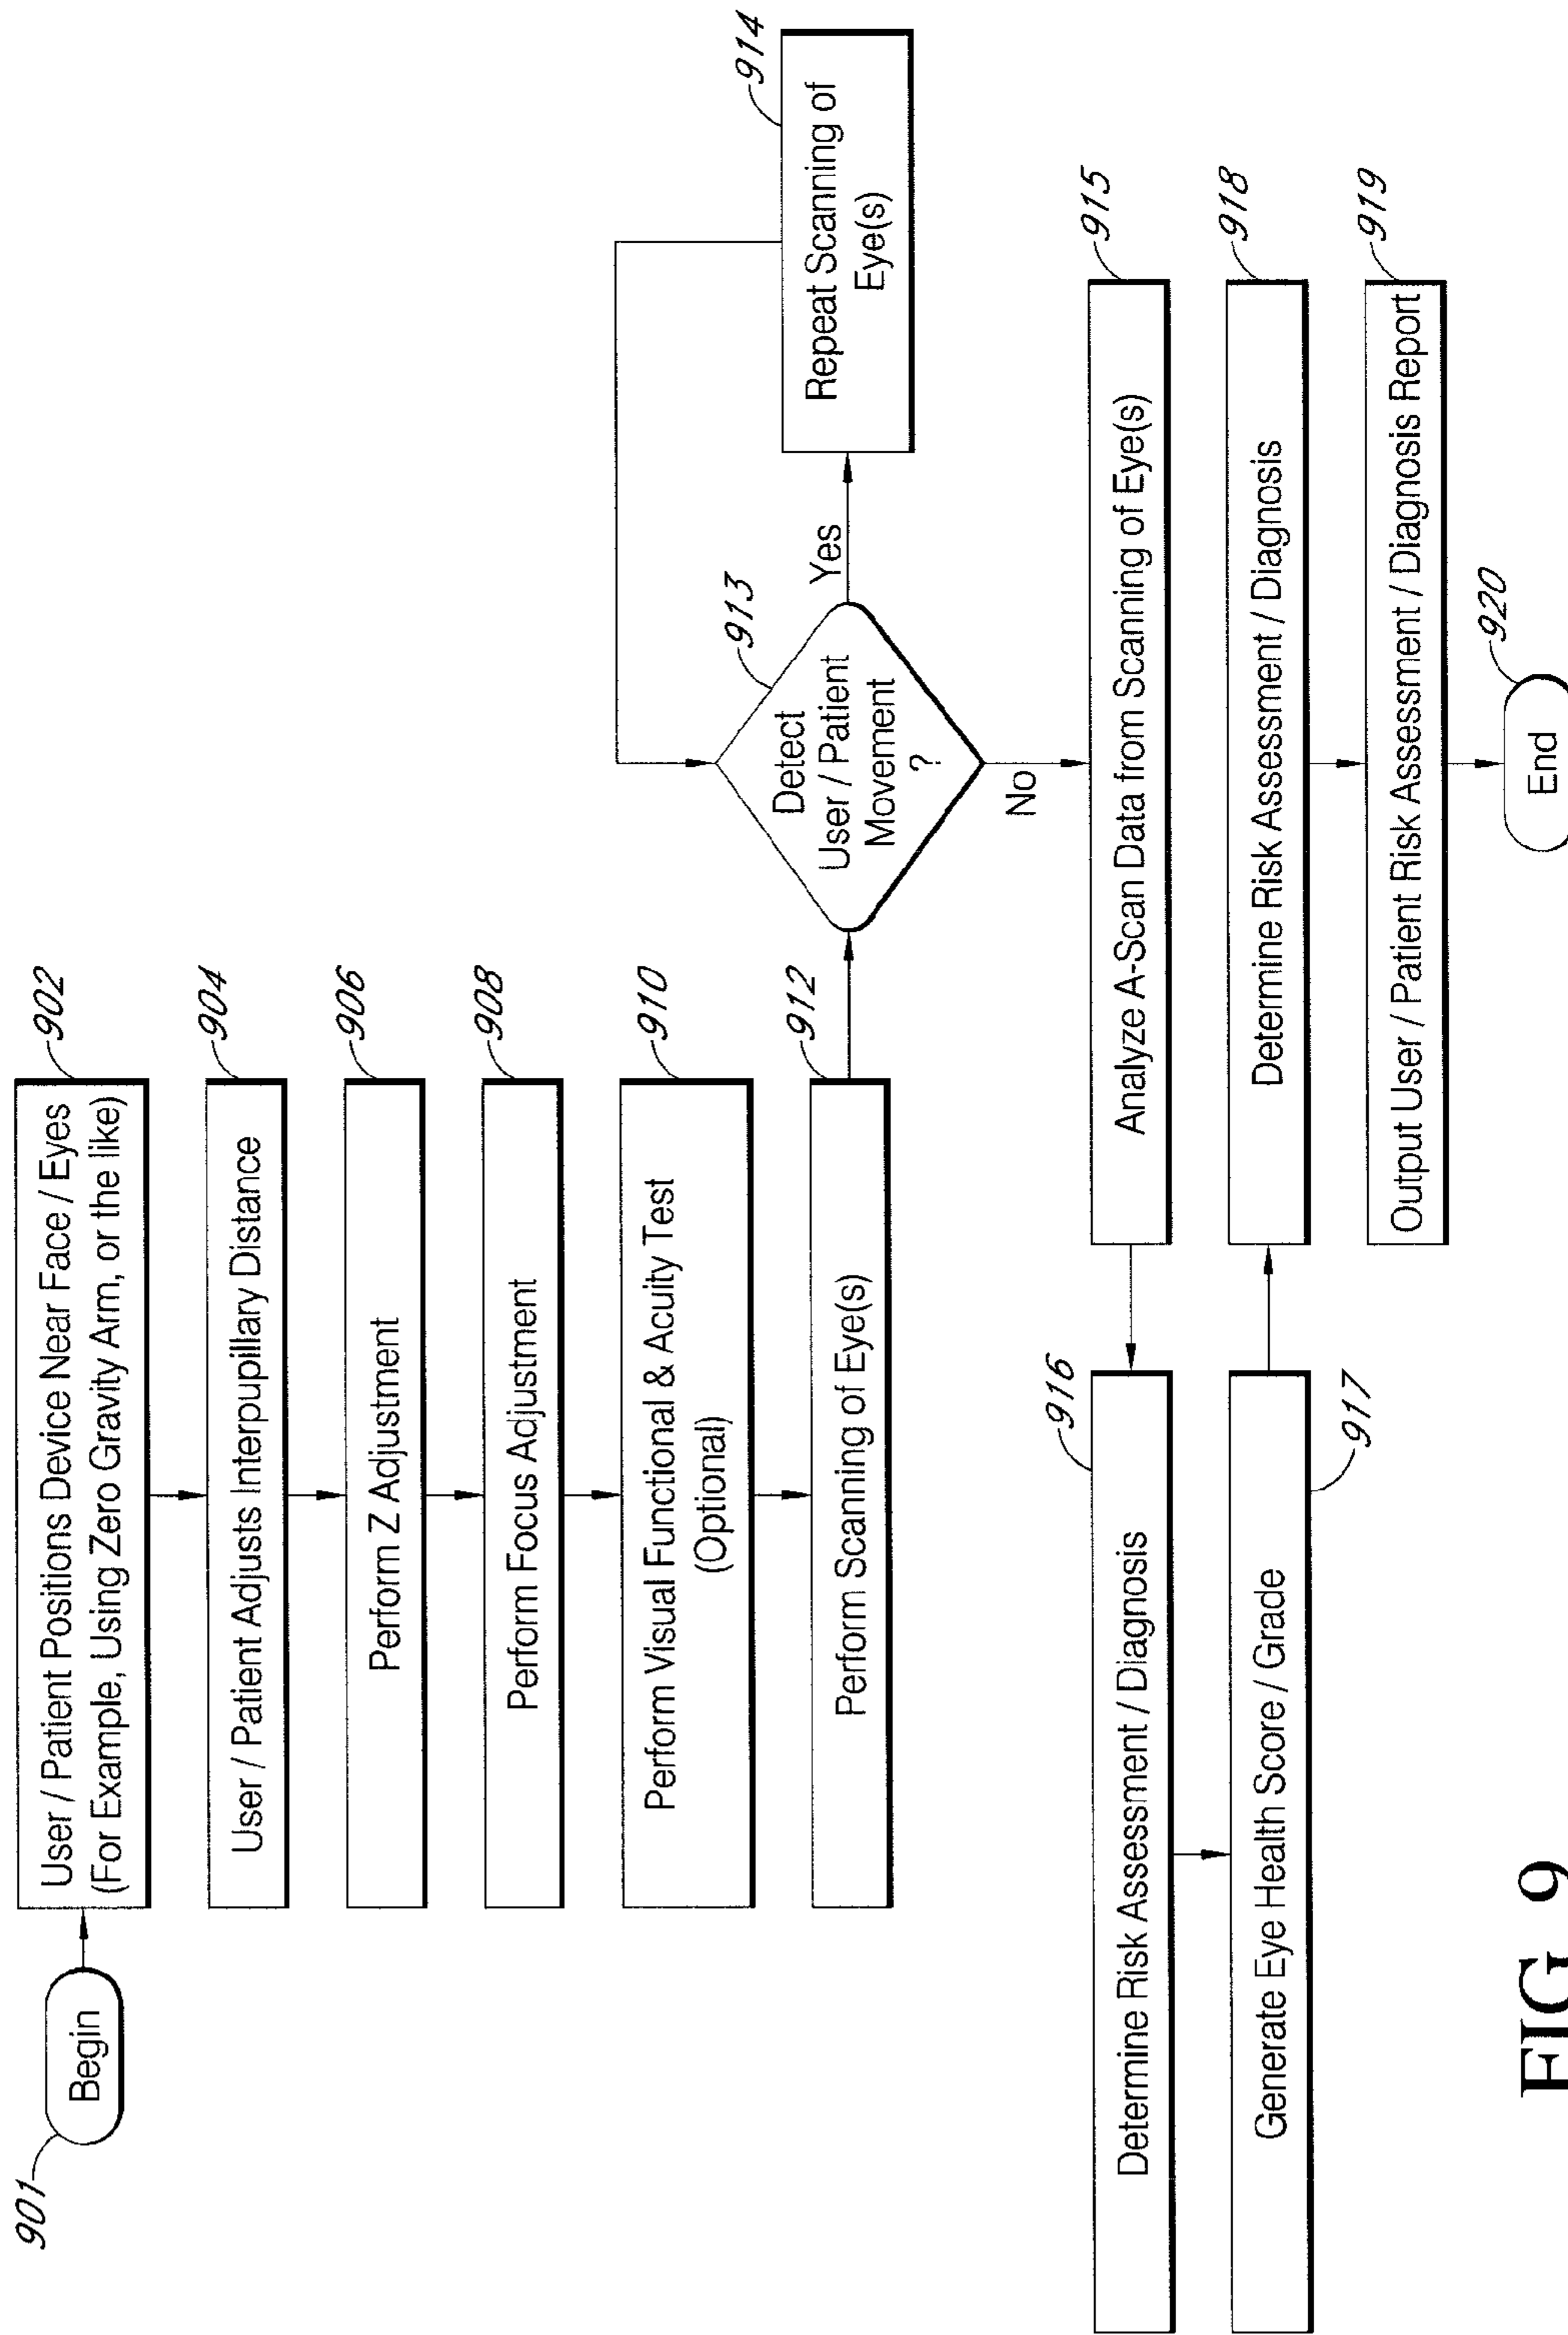 901
Begin
User / Patient Positions Device Near Face / Eyes
(For Example, Using Zero Gravity Arm, or the like)
902
User / Patient Adjusts Interpupillary Distance
904
Perform Z Adjustment
906
Perform Focus Adjustment
908
Perform Visual Functional & Acuity Test
(Optional)
910
Perform Scanning of Eye(s)
912
Detect
User / Patient
Movement
?
913
Yes
No
Repeat Scanning of
Eye(s)
914
Analyze A-Scan Data from Scanning of Eye(s)
915
Determine Risk Assessment / Diagnosis
916
Generate Eye Health Score / Grade
917
Determine Risk Assessment / Diagnosis
918
Output User / Patient Risk Assessment / Diagnosis Report
919
End
920
FIG 9